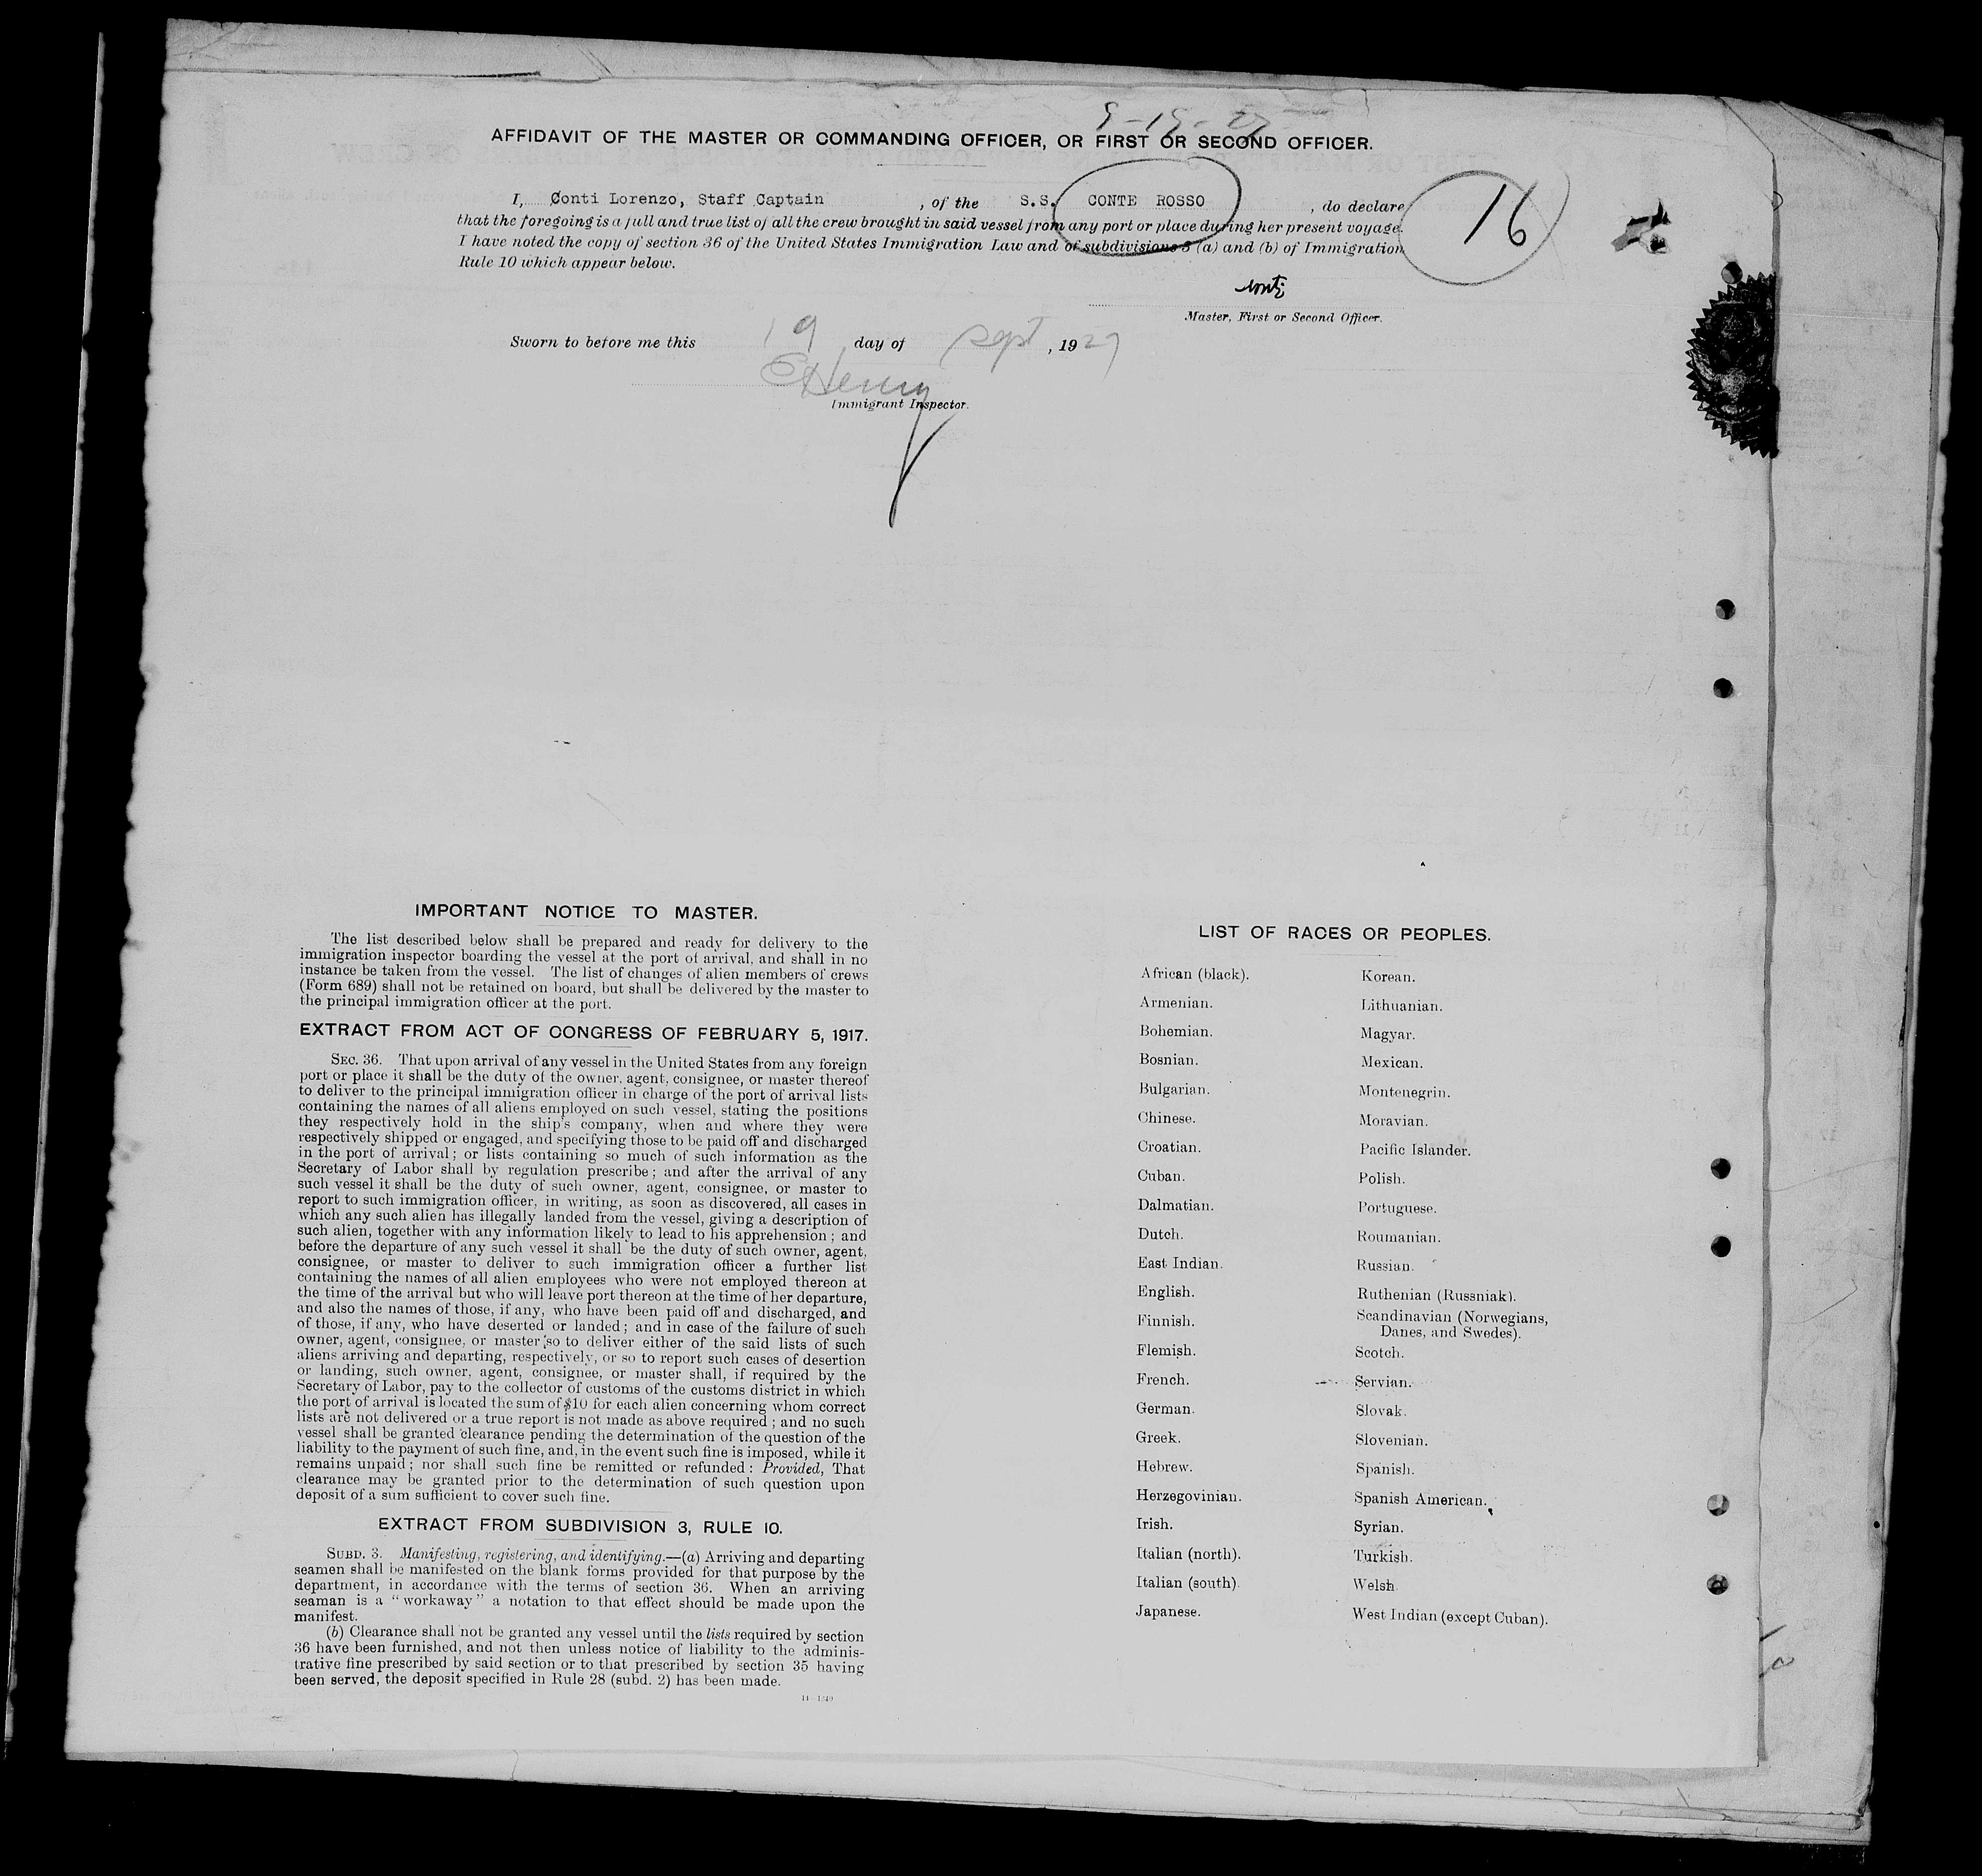 9-19-27
AFFIDAVIT OF THE MASTER OR COMMANDING OFFICER, OR FIRST OR SECOND OFFICER.
I, Conti Lorenzo, Staff Captain , of the S.S. CONTE ROSSO , do declare
16
that the foregoing is a full and true list of all the crew brought in said vessel from any port or place during her present voyage.
I have noted the copy of section 36 of the United States Immigration Law and of subdivisions 3 (a) and (b) of Immigration
Rule 10 which appear below.
Conti
Master, First or Second Officer.
Sworn to before me this 19 day of Sept , 1927
EHenry
Immigrant Inspector.
IMPORTANT NOTICE TO MASTER.
The list described below shall be prepared and ready for delivery to the
immigration inspector boarding the vessel at the port of arrival, and shall in no
instance be taken from the vessel. The list of changes of alien members of crews
(Form 689) shall not be retained on board, but shall be delivered by the master to
the principal immigration officer at the port.
EXTRACT FROM ACT OF CONGRESS OF FEBRUARY 5, 1917.
SEC. 36. That upon arrival of any vessel in the United States from any foreign
port or place it shall be the duty of the owner, agent, consignee, or master thereof
to deliver to the principal immigration officer in charge of the port of arrival lists
containing the names of all aliens employed on such vessel, stating the positions
they respectively hold in the ship's company, when and where they were
respectively shipped or engaged, and specifying those to be paid off and discharged
in the port of arrival; or lists containing so much of such information as the
Secretary of Labor shall by regulation prescribe; and after the arrival of any
such vessel it shall be the duty of such owner, agent, consignee, or master to
report to such immigration officer, in writing, as soon as discovered, all cases in
which any such alien has illegally landed from the vessel, giving a description of
such alien, together with any information likely to lead to his apprehension; and
before the departure of any such vessel it shall be the duty of such owner, agent,
consignee, or master to deliver to such immigration officer a further list
containing the names of all alien employees who were not employed thereon at
the time of the arrival but who will leave port thereon at the time of her departure,
and also the names of those, if any, who have been paid off and discharged, and
of those, if any, who have deserted or landed; and in case of the failure of such
owner, agent, consignee, or master so to deliver either of the said lists of such
aliens arriving and departing, respectively, or so to report such cases of desertion
or landing, such owner, agent, consignee, or master shall, if required by the
Secretary of Labor, pay to the collector of customs of the customs district in which
the port of arrival is located the sum of $10 for each alien concerning whom correct
lists are not delivered or a true report is not made as above required; and no such
vessel shall be granted clearance pending the determination of the question of the
liability to the payment of such fine, and, in the event such fine is imposed, while it
remains unpaid; nor shall such fine be remitted or refunded: Provided, That
clearance may be granted prior to the determination of such question upon
deposit of a sum sufficient to cover such fine.
EXTRACT FROM SUBDIVISION 3, RULE 10.
SUBD. 3. Manifesting, registering, and identifying.—(a) Arriving and departing
seamen shall be manifested on the blank forms provided for that purpose by the
department, in accordance with the terms of section 36. When an arriving
seaman is a "workaway" a notation to that effect should be made upon the
manifest.
(b) Clearance shall not be granted any vessel until the lists required by section
36 have been furnished, and not then unless notice of liability to the adminis-
trative fine prescribed by said section or to that prescribed by section 35 having
been served, the deposit specified in Rule 28 (subd. 2) has been made.
LIST OF RACES OR PEOPLES.
African (black).
Armenian.
Bohemian.
Bosnian.
Bulgarian.
Chinese.
Croatian.
Cuban.
Dalmatian.
Dutch.
East Indian.
English.
Finnish.
Flemish.
French.
German.
Greek.
Hebrew.
Herzegovinian.
Irish.
Italian (north).
Italian (south).
Japanese.
Korean.
Lithuanian.
Magyar.
Mexican.
Montenegrin.
Moravian.
Pacific Islander.
Polish.
Portuguese.
Roumanian.
Russian.
Ruthenian (Russniak).
Scandinavian (Norwegians,
Danes, and Swedes).
Scotch.
Servian.
Slovak.
Slovenian.
Spanish.
Spanish American.
Syrian.
Turkish.
Welsh.
West Indian (except Cuban).